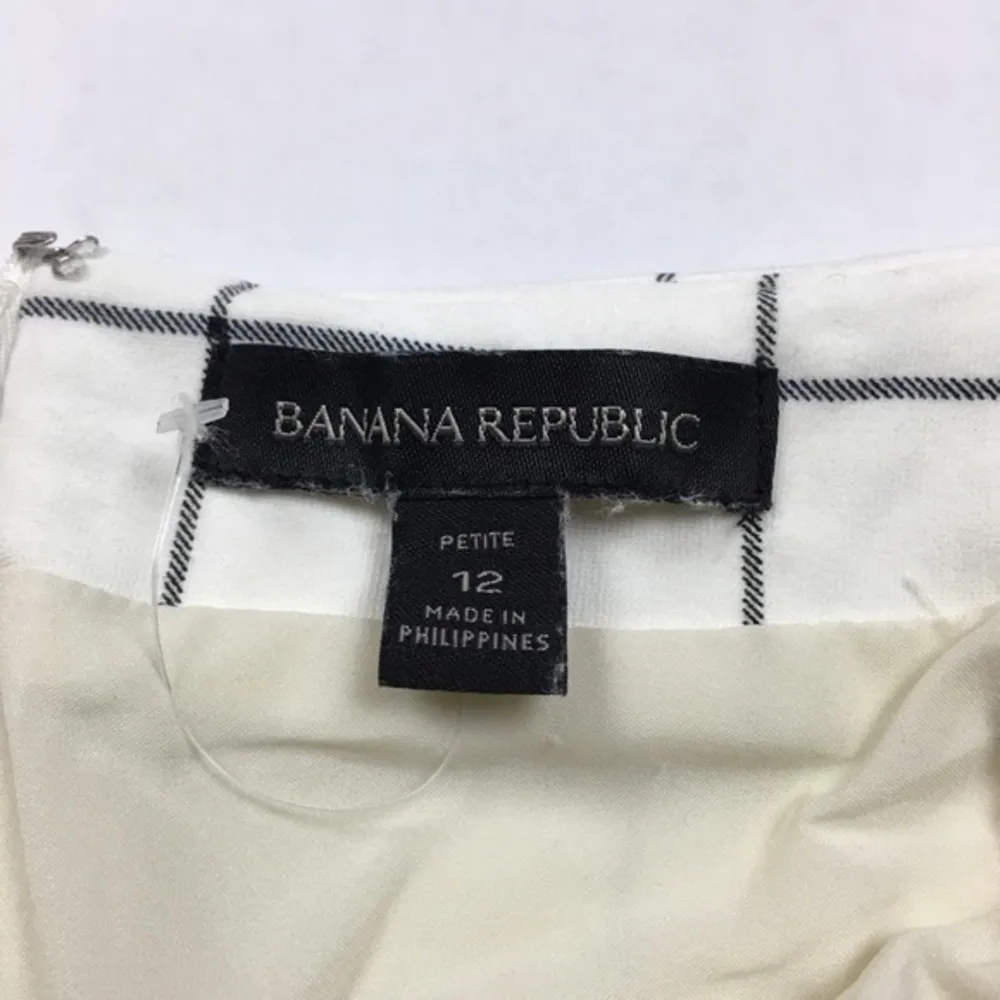 BANANA REPUBLIC
PETITE
12
MADE IN
PHILIPPINES